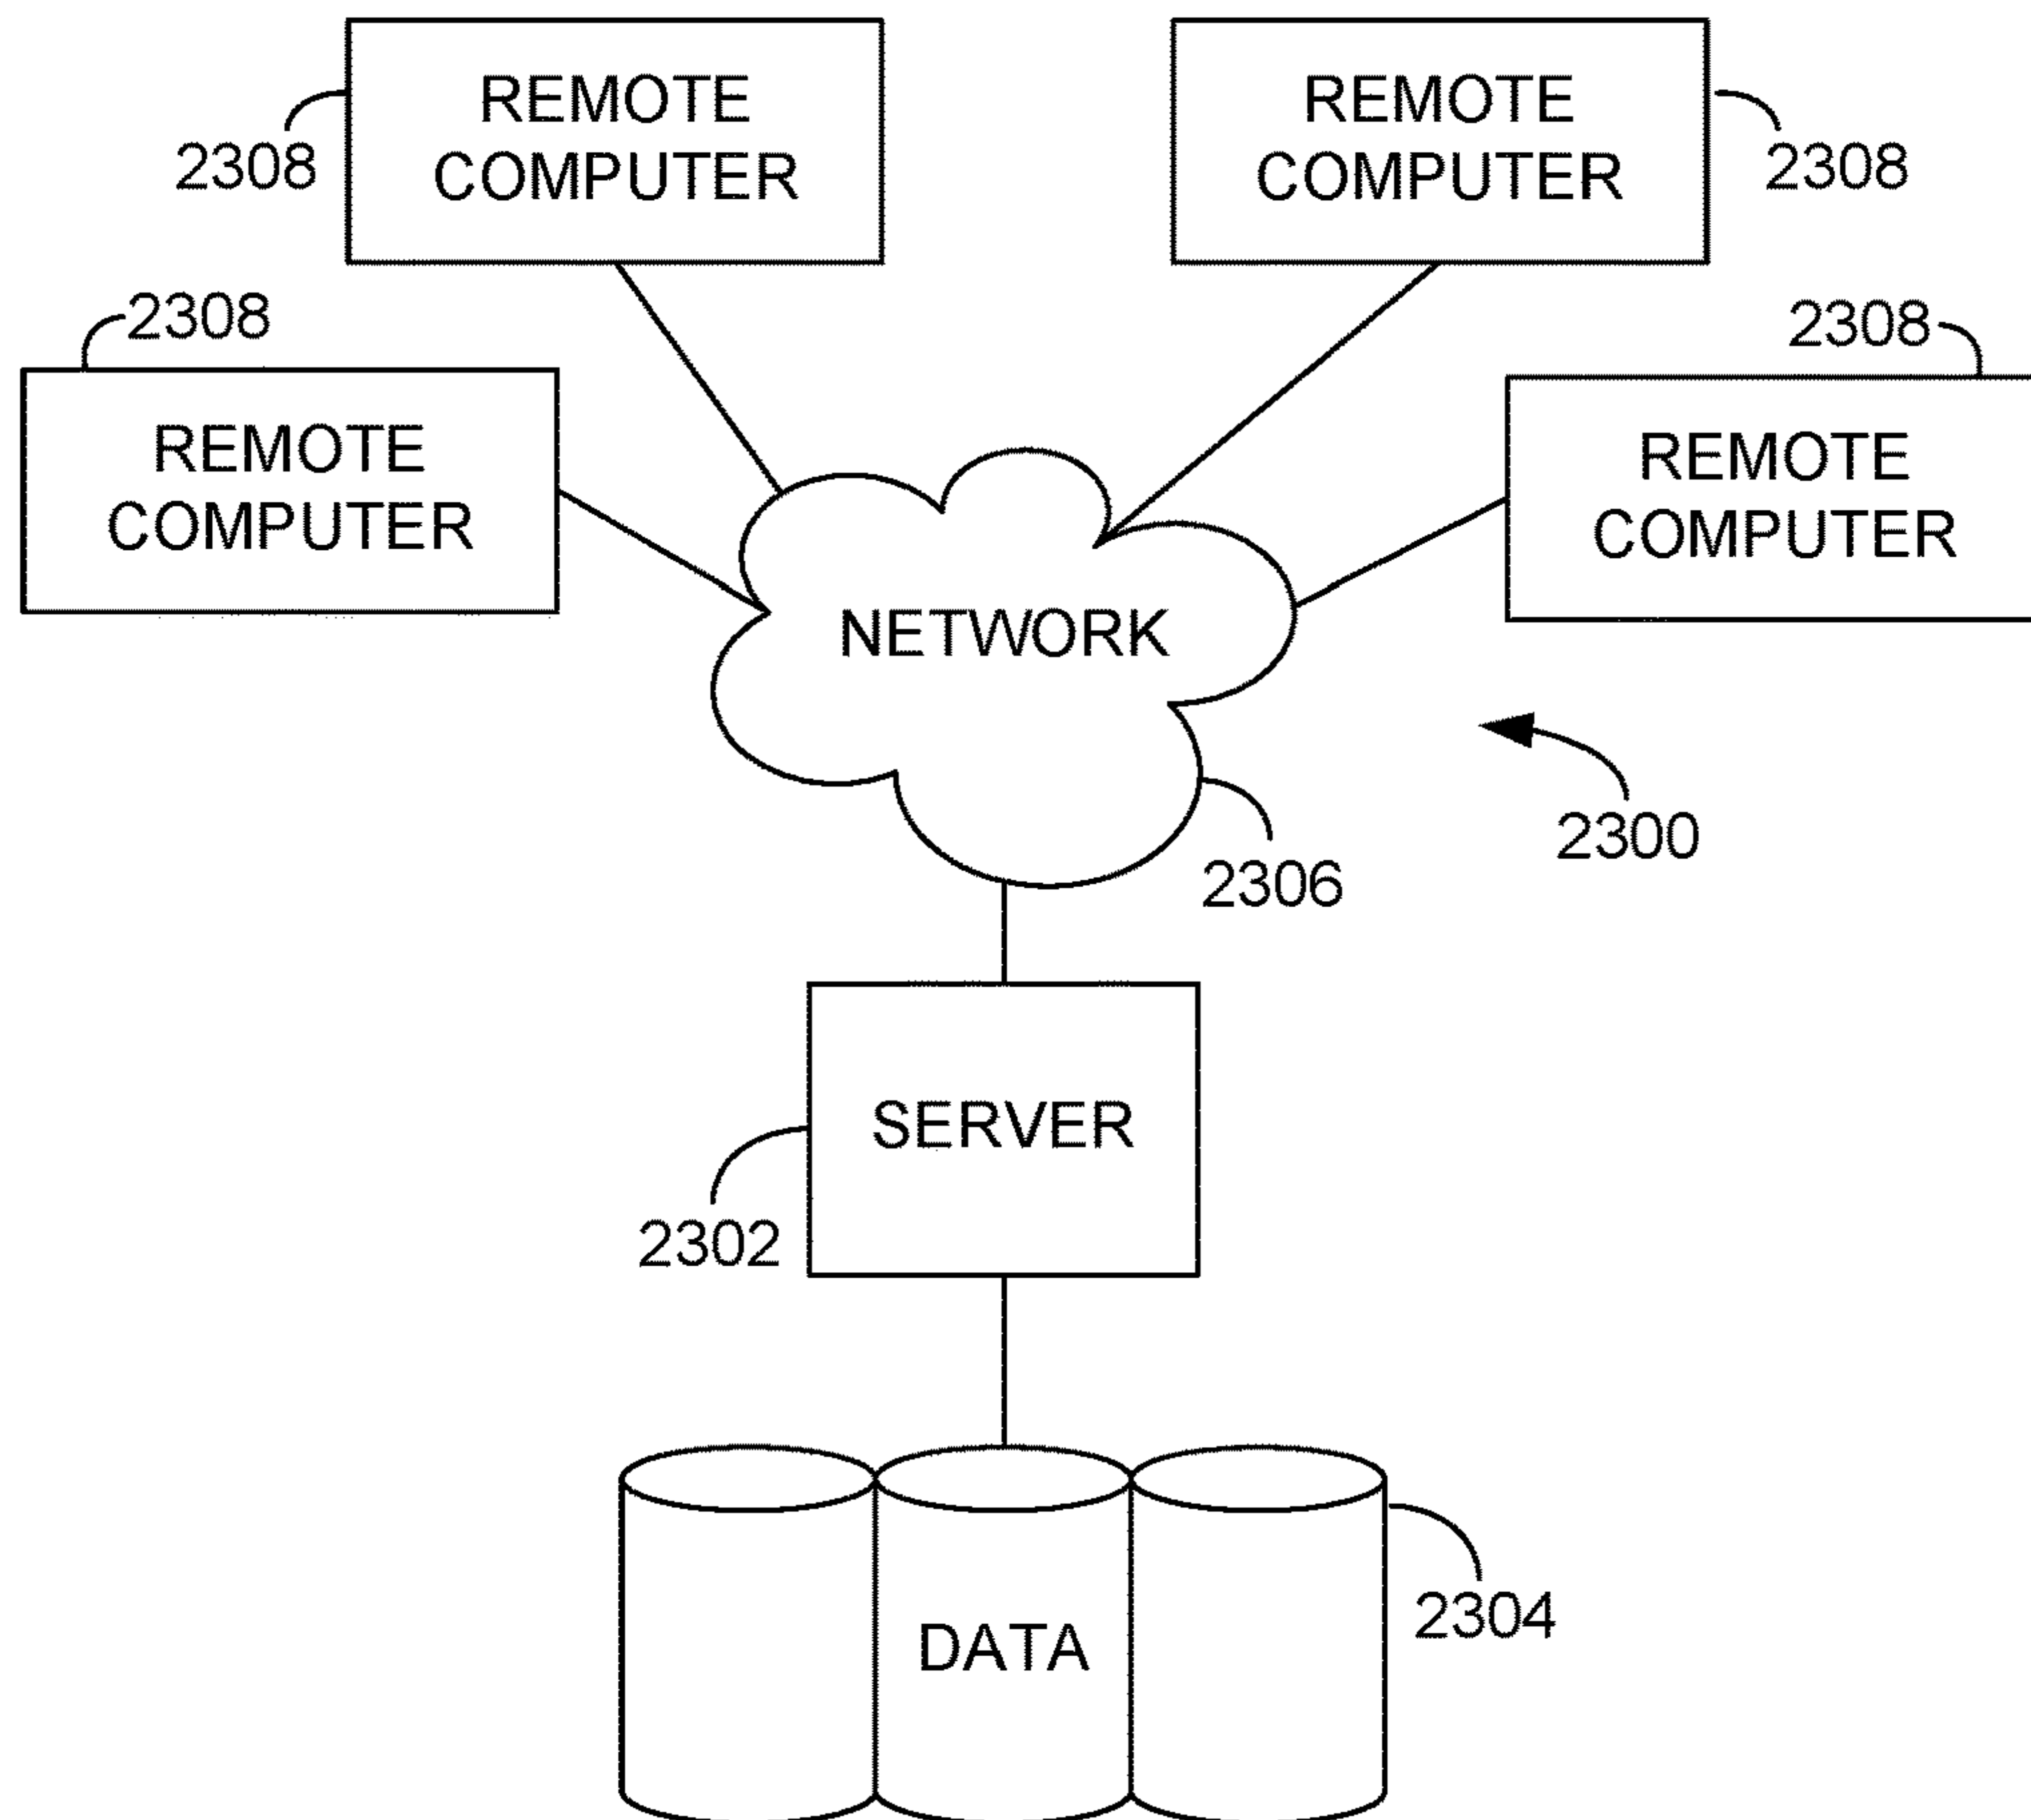 REMOTE
COMPUTER
2308
REMOTE
COMPUTER
2308
2308
REMOTE
COMPUTER
2308
REMOTE
COMPUTER
NETWORK
2300
2306
SERVER
2302
DATA
2304